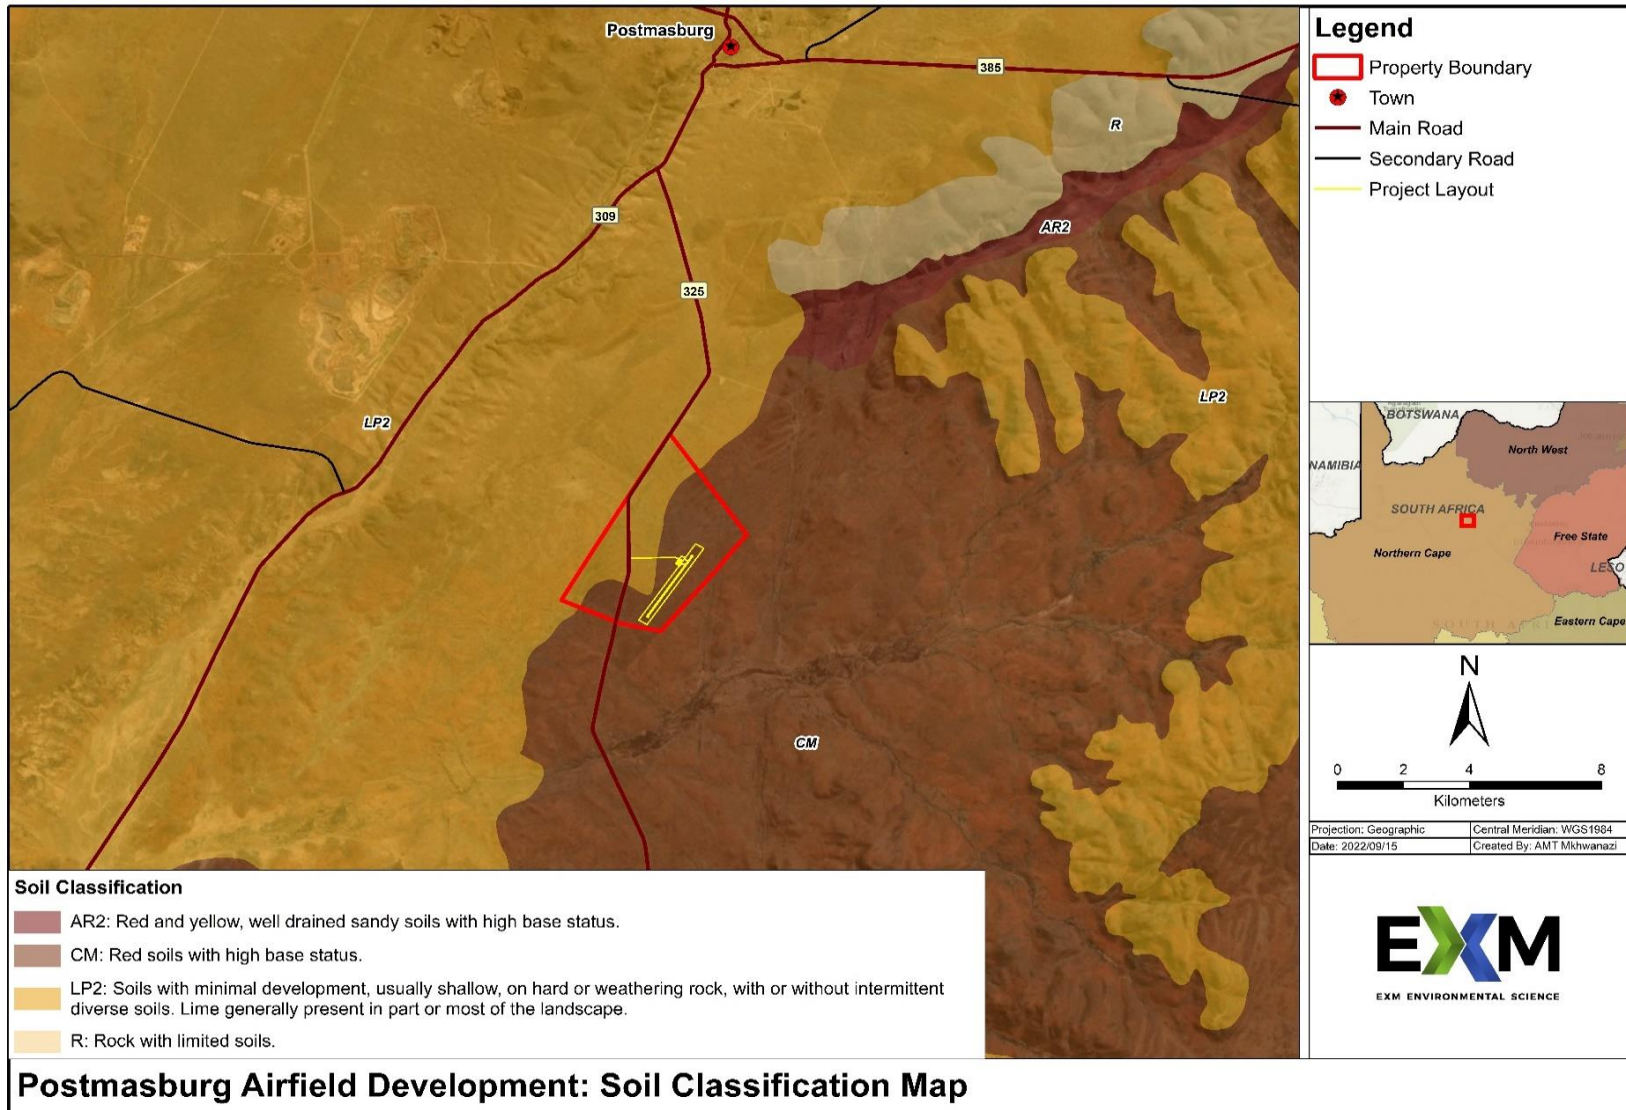 Postmasburg
385
R
309
AR2
325
LP2
LP2
CM
Soil Classification
AR2: Red and yellow, well drained sandy soils with high base status.
CM: Red soils with high base status.
LP2: Soils with minimal development, usually shallow, on hard or weathering rock, with or without intermittent
diverse soils. Lime generally present in part or most of the landscape.
R: Rock with limited soils.
Postmasburg Airfield Development: Soil Classification Map
Legend
Property Boundary
Town
Main Road
Secondary Road
Project Layout
BOTSWANA
North West
NAMIBIA
SOUTH AFRICA
Free State
Northern Cape
LESO
Eastern Cape
N
0 2 4 8
Kilometers
Projection: Geographic
Central Meridian: WGS1984
Date: 2022/09/15
Created By: AMT Mkhwanazi
EXM
EXM ENVIRONMENTAL SCIENCE